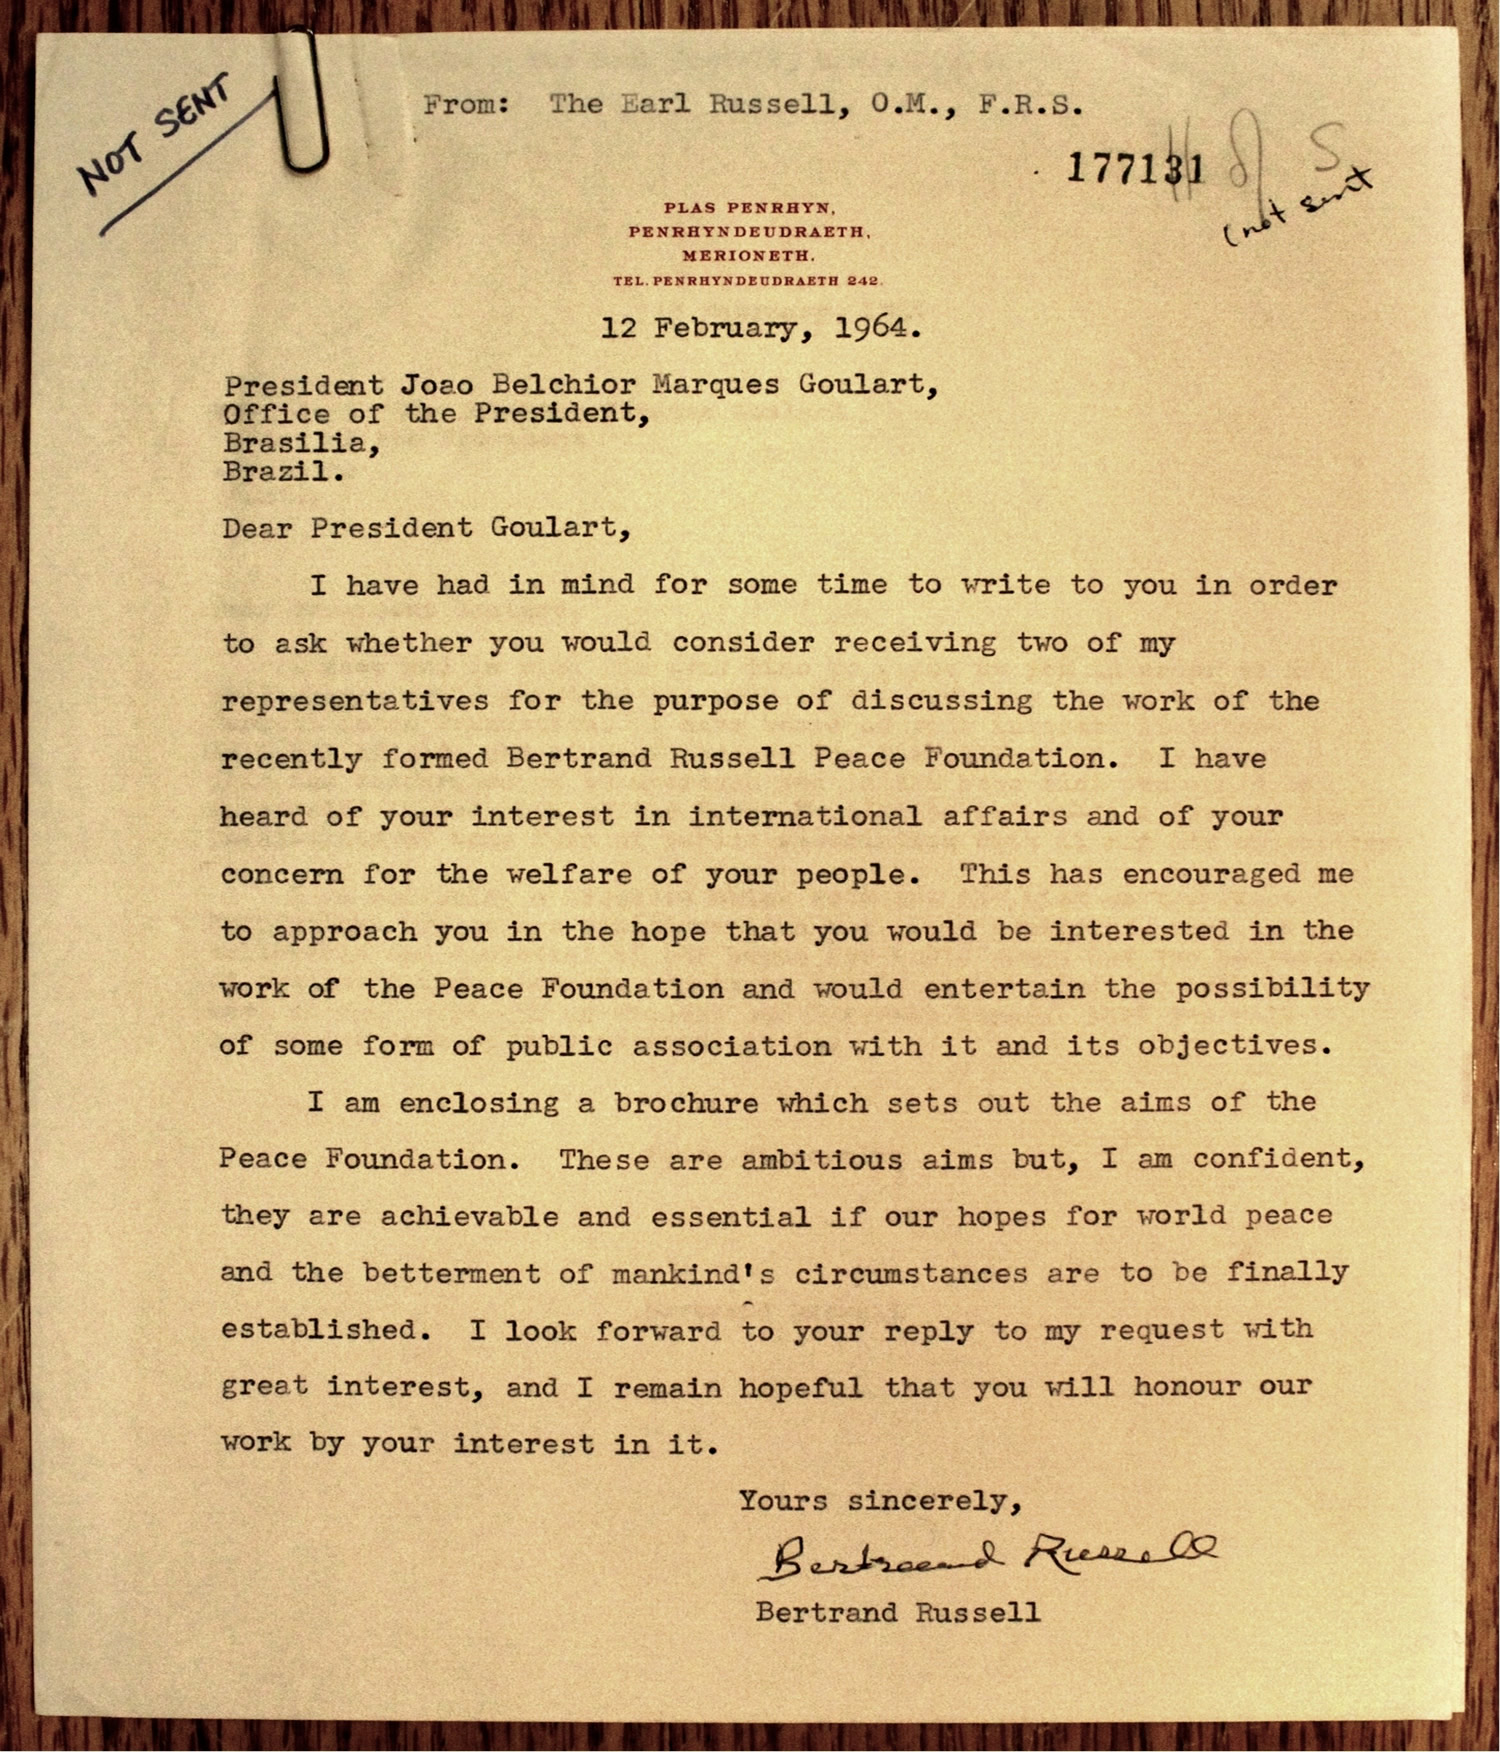 NOT SENT
From: The Earl Russell, O.M., F.R.S.
177131
(not sent
PLAS PENRHYN,
PENRHYNDEUDRAETH,
MERIONETH.
TEL. PENRHYNDEUDRAETH 242.
12 February, 1964.
President Joao Belchior Marques Goulart,
Office of the President,
Brasilia,
Brazil.
Dear President Goulart,
I have had in mind for some time to write to you in order
to ask whether you would consider receiving two of my
representatives for the purpose of discussing the work of the
recently formed Bertrand Russell Peace Foundation. I have
heard of your interest in international affairs and of your
concern for the welfare of your people. This has encouraged me
to approach you in the hope that you would be interested in the
work of the Peace Foundation and would entertain the possibility
of some form of public association with it and its objectives.
I am enclosing a brochure which sets out the aims of the
Peace Foundation. These are ambitious aims but, I am confident,
they are achievable and essential if our hopes for world peace
and the betterment of mankind's circumstances are to be finally
established. I look forward to your reply to my request with
great interest, and I remain hopeful that you will honour our
work by your interest in it.
Yours sincerely,
Bertrand Russell
Bertrand Russell